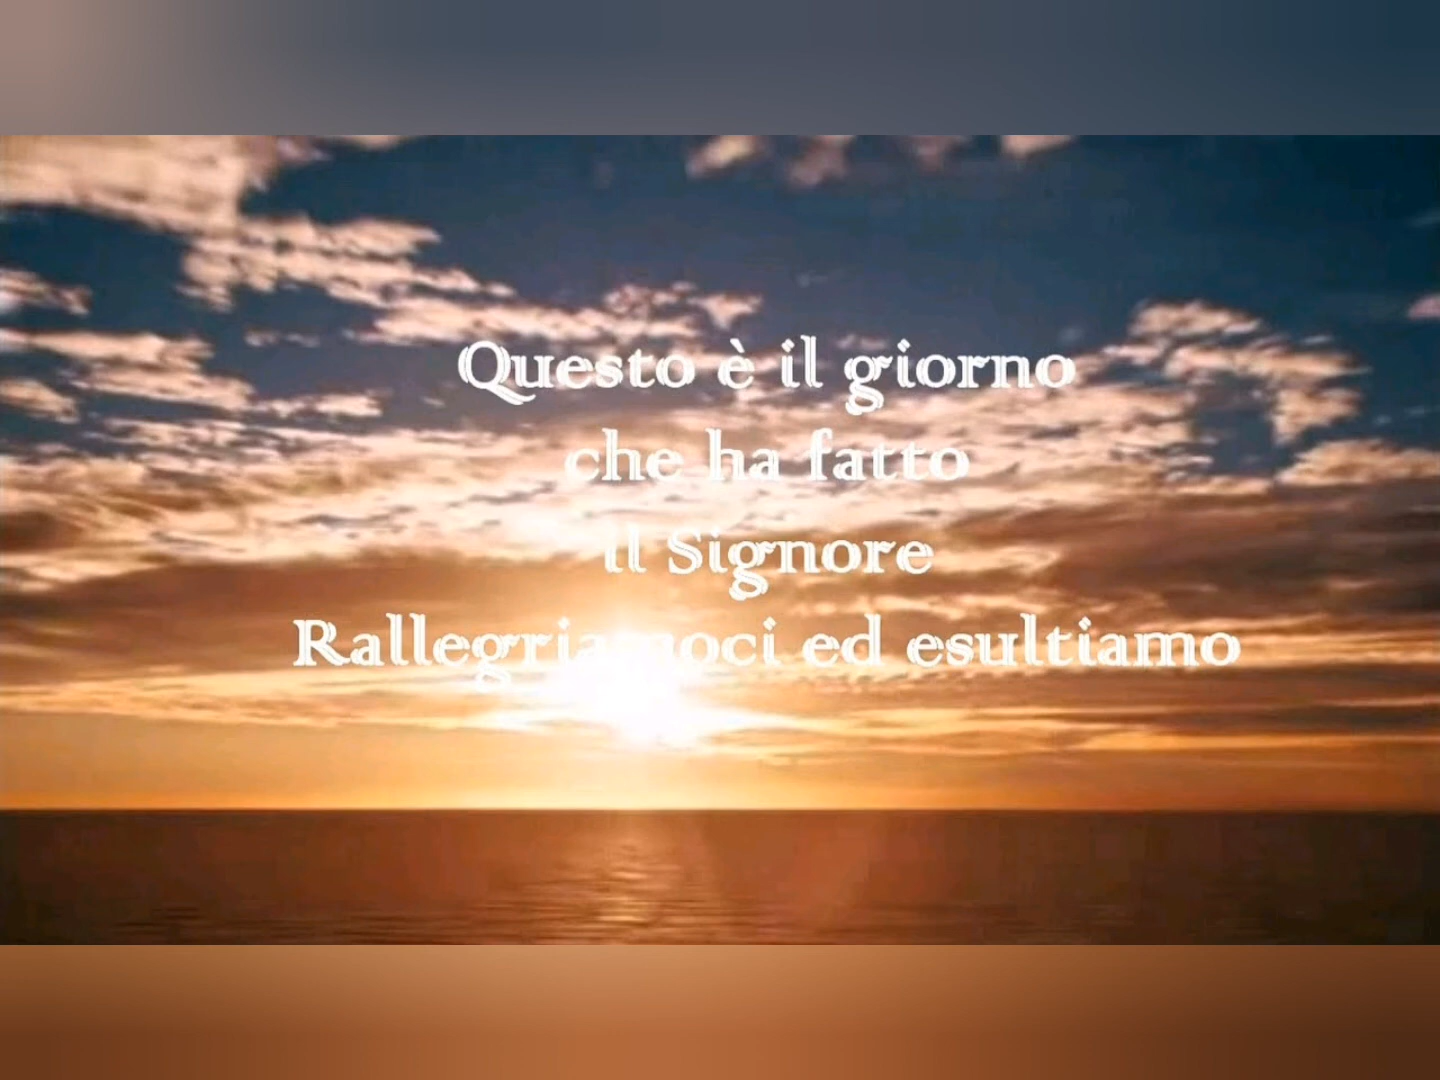 Questo è il giorno
che ha fatto
il Signore
Rallegriamoci ed esultiamo